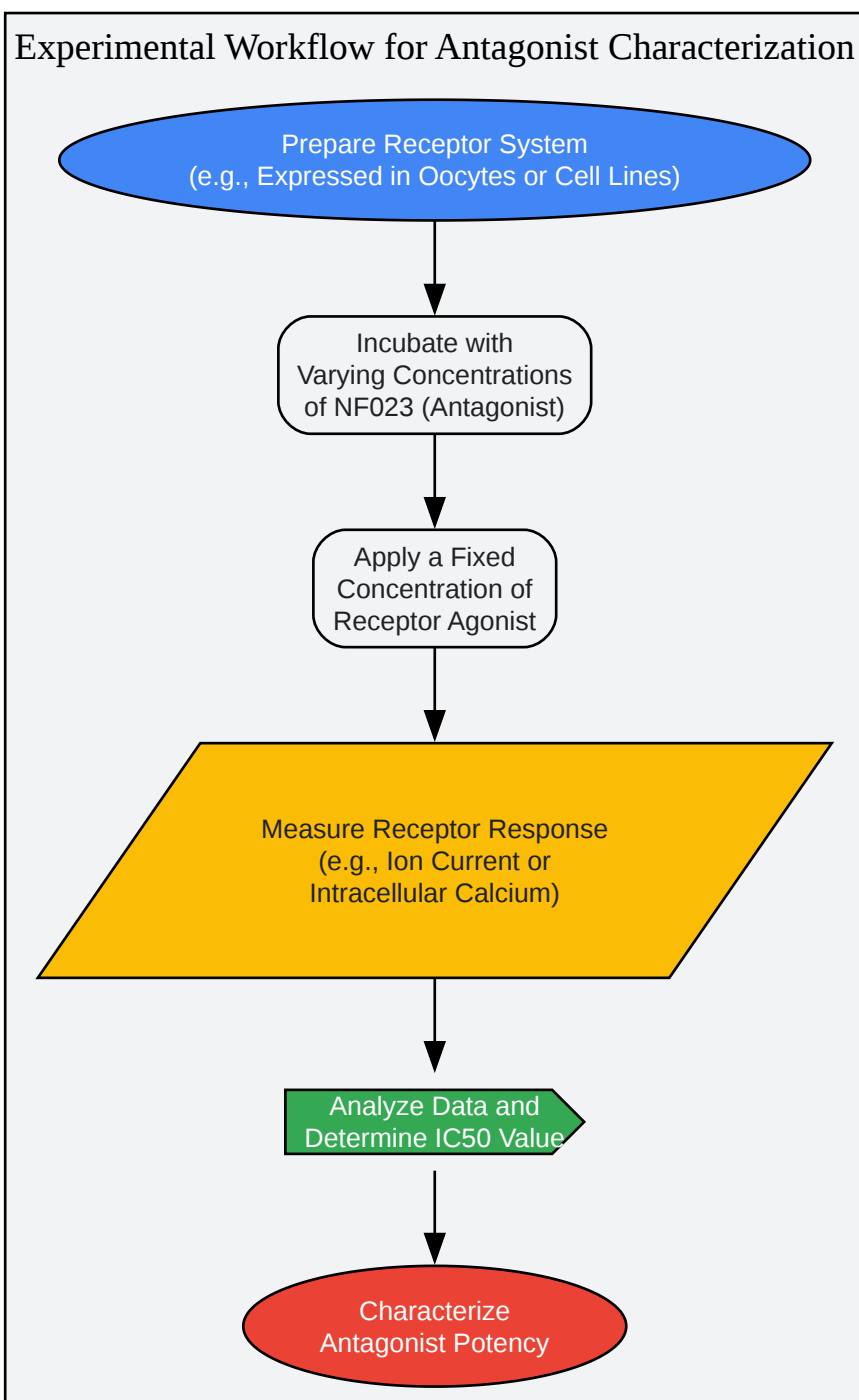 Experimental Workflow for Antagonist Characterization
Prepare Receptor System
(e.g., Expressed in Oocytes or Cell Lines)
Incubate with
Varying Concentrations
of NF023 (Antagonist)
Apply a Fixed
Concentration of
Receptor Agonist
Measure Receptor Response
(e.g., Ion Current or
Intracellular Calcium)
Analyze Data and
Determine IC50 Value
Characterize
Antagonist Potency